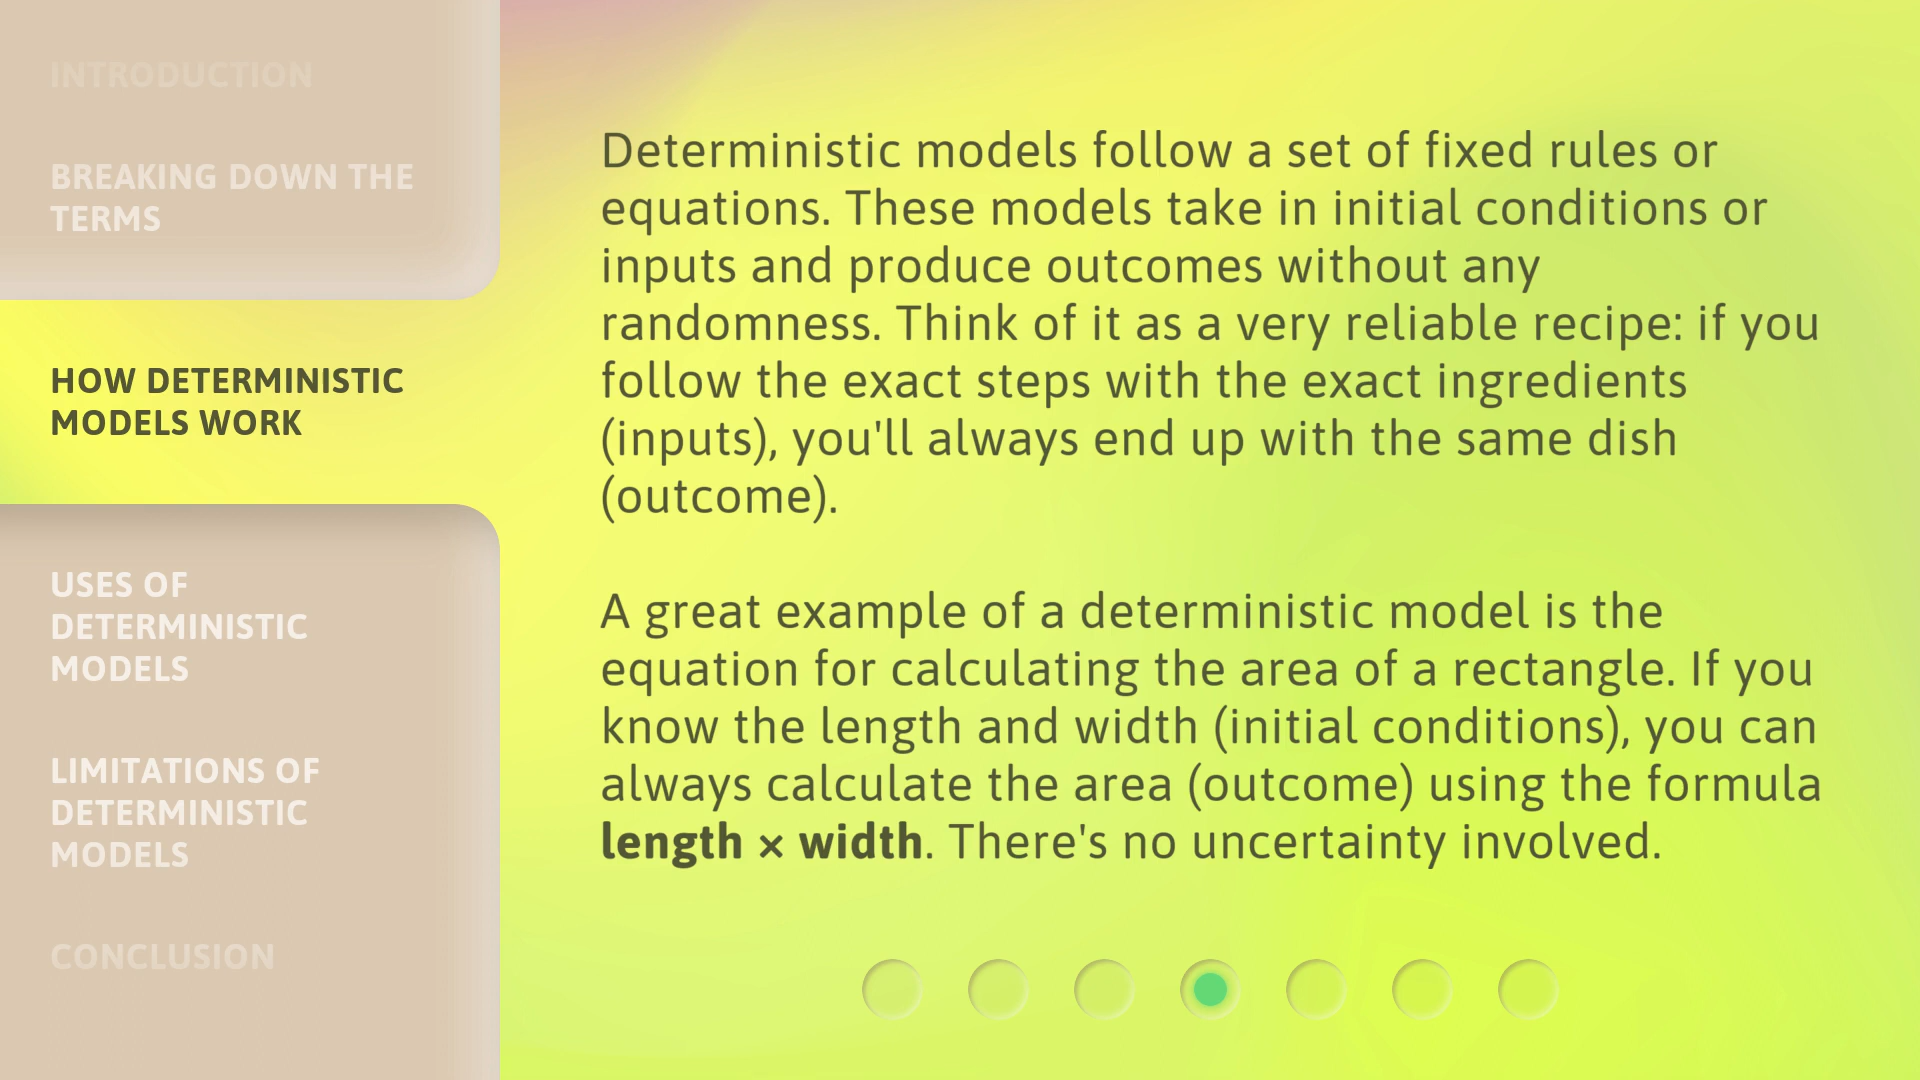 INTRODUCTION
BREAKING DOWN THE
TERMS
HOW DETERMINISTIC
MODELS WORK
USES OF
DETERMINISTIC
MODELS
LIMITATIONS OF
DETERMINISTIC
MODELS
CONCLUSION
Deterministic models follow a set of fixed rules or
equations. These models take in initial conditions or
inputs and produce outcomes without any
randomness. Think of it as a very reliable recipe: if you
follow the exact steps with the exact ingredients
(inputs), you'll always end up with the same dish
(outcome).
A great example of a deterministic model is the
equation for calculating the area of a rectangle. If you
know the length and width (initial conditions), you can
always calculate the area (outcome) using the formula
length × width. There's no uncertainty involved.